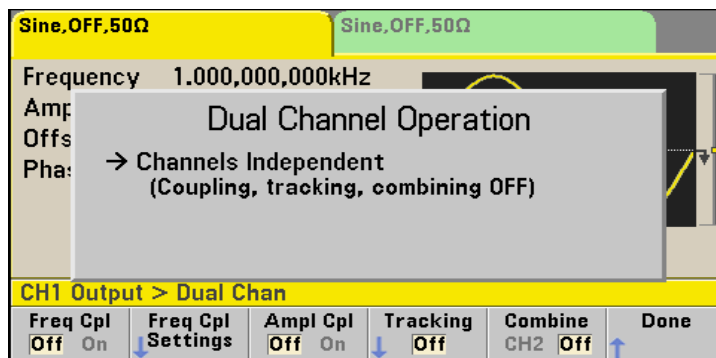 Sine,OFF,50Ω
Sine,OFF,50Ω
Frequency 1.000,000,000kHz
Amp
Offs
Phas
Dual Channel Operation
→ Channels Independent
(Coupling, tracking, combining OFF)
CH1 Output > Dual Chan
Freq Cpl
Off On
Freq Cpl
↓Settings
Ampl Cpl
Off On
Tracking
↓ Off
Combine
CH2 Off
Done
↑